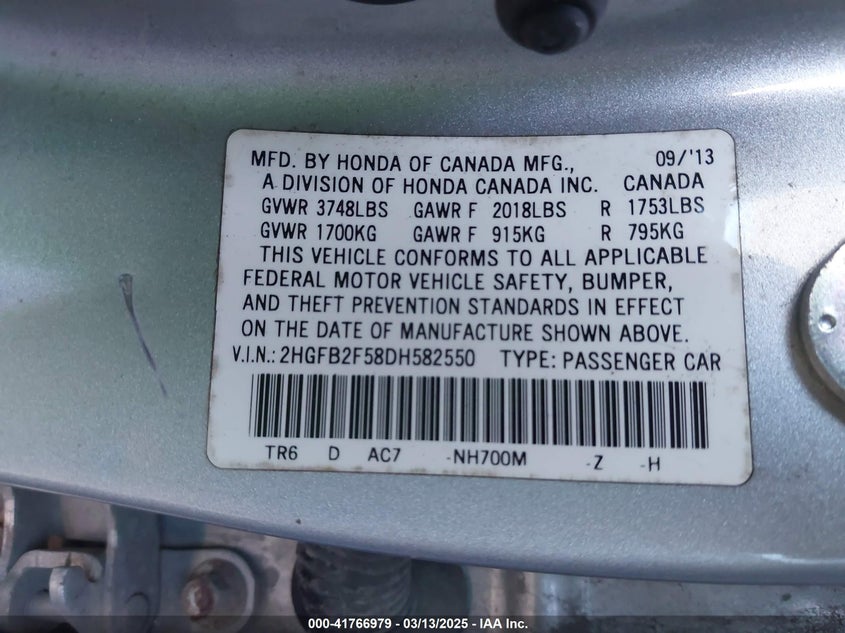 MFD. BY HONDA OF CANADA MFG., 09/'13
A DIVISION OF HONDA CANADA INC. CANADA
GVWR 3748LBS GAWR F 2018LBS R 1753LBS
GVWR 1700KG GAWR F 915KG R 795KG
THIS VEHICLE CONFORMS TO ALL APPLICABLE
FEDERAL MOTOR VEHICLE SAFETY, BUMPER,
AND THEFT PREVENTION STANDARDS IN EFFECT
ON THE DATE OF MANUFACTURE SHOWN ABOVE.
V.I.N.: 2HGFB2F58DH582550 TYPE: PASSENGER CAR
TR6 D AC7 -NH700M -Z -H
000-41766979 — 03/13/2025 — IAA Inc.